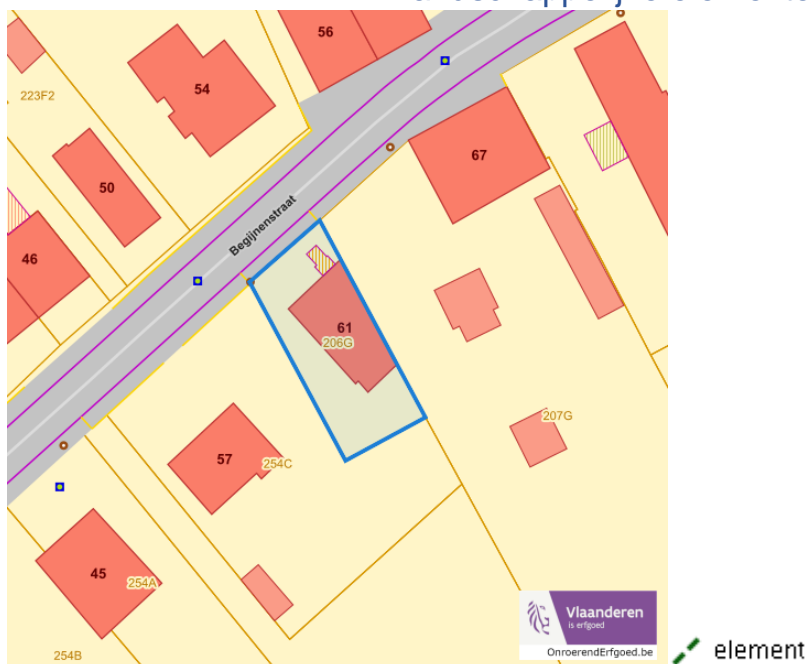 56
54
223F2
50
67
Begijnenstraat
46
61
206G
207G
57
254C
45
254A
254B
Vlaanderen
is erfgoed
OnroerendErfgoed.be
element